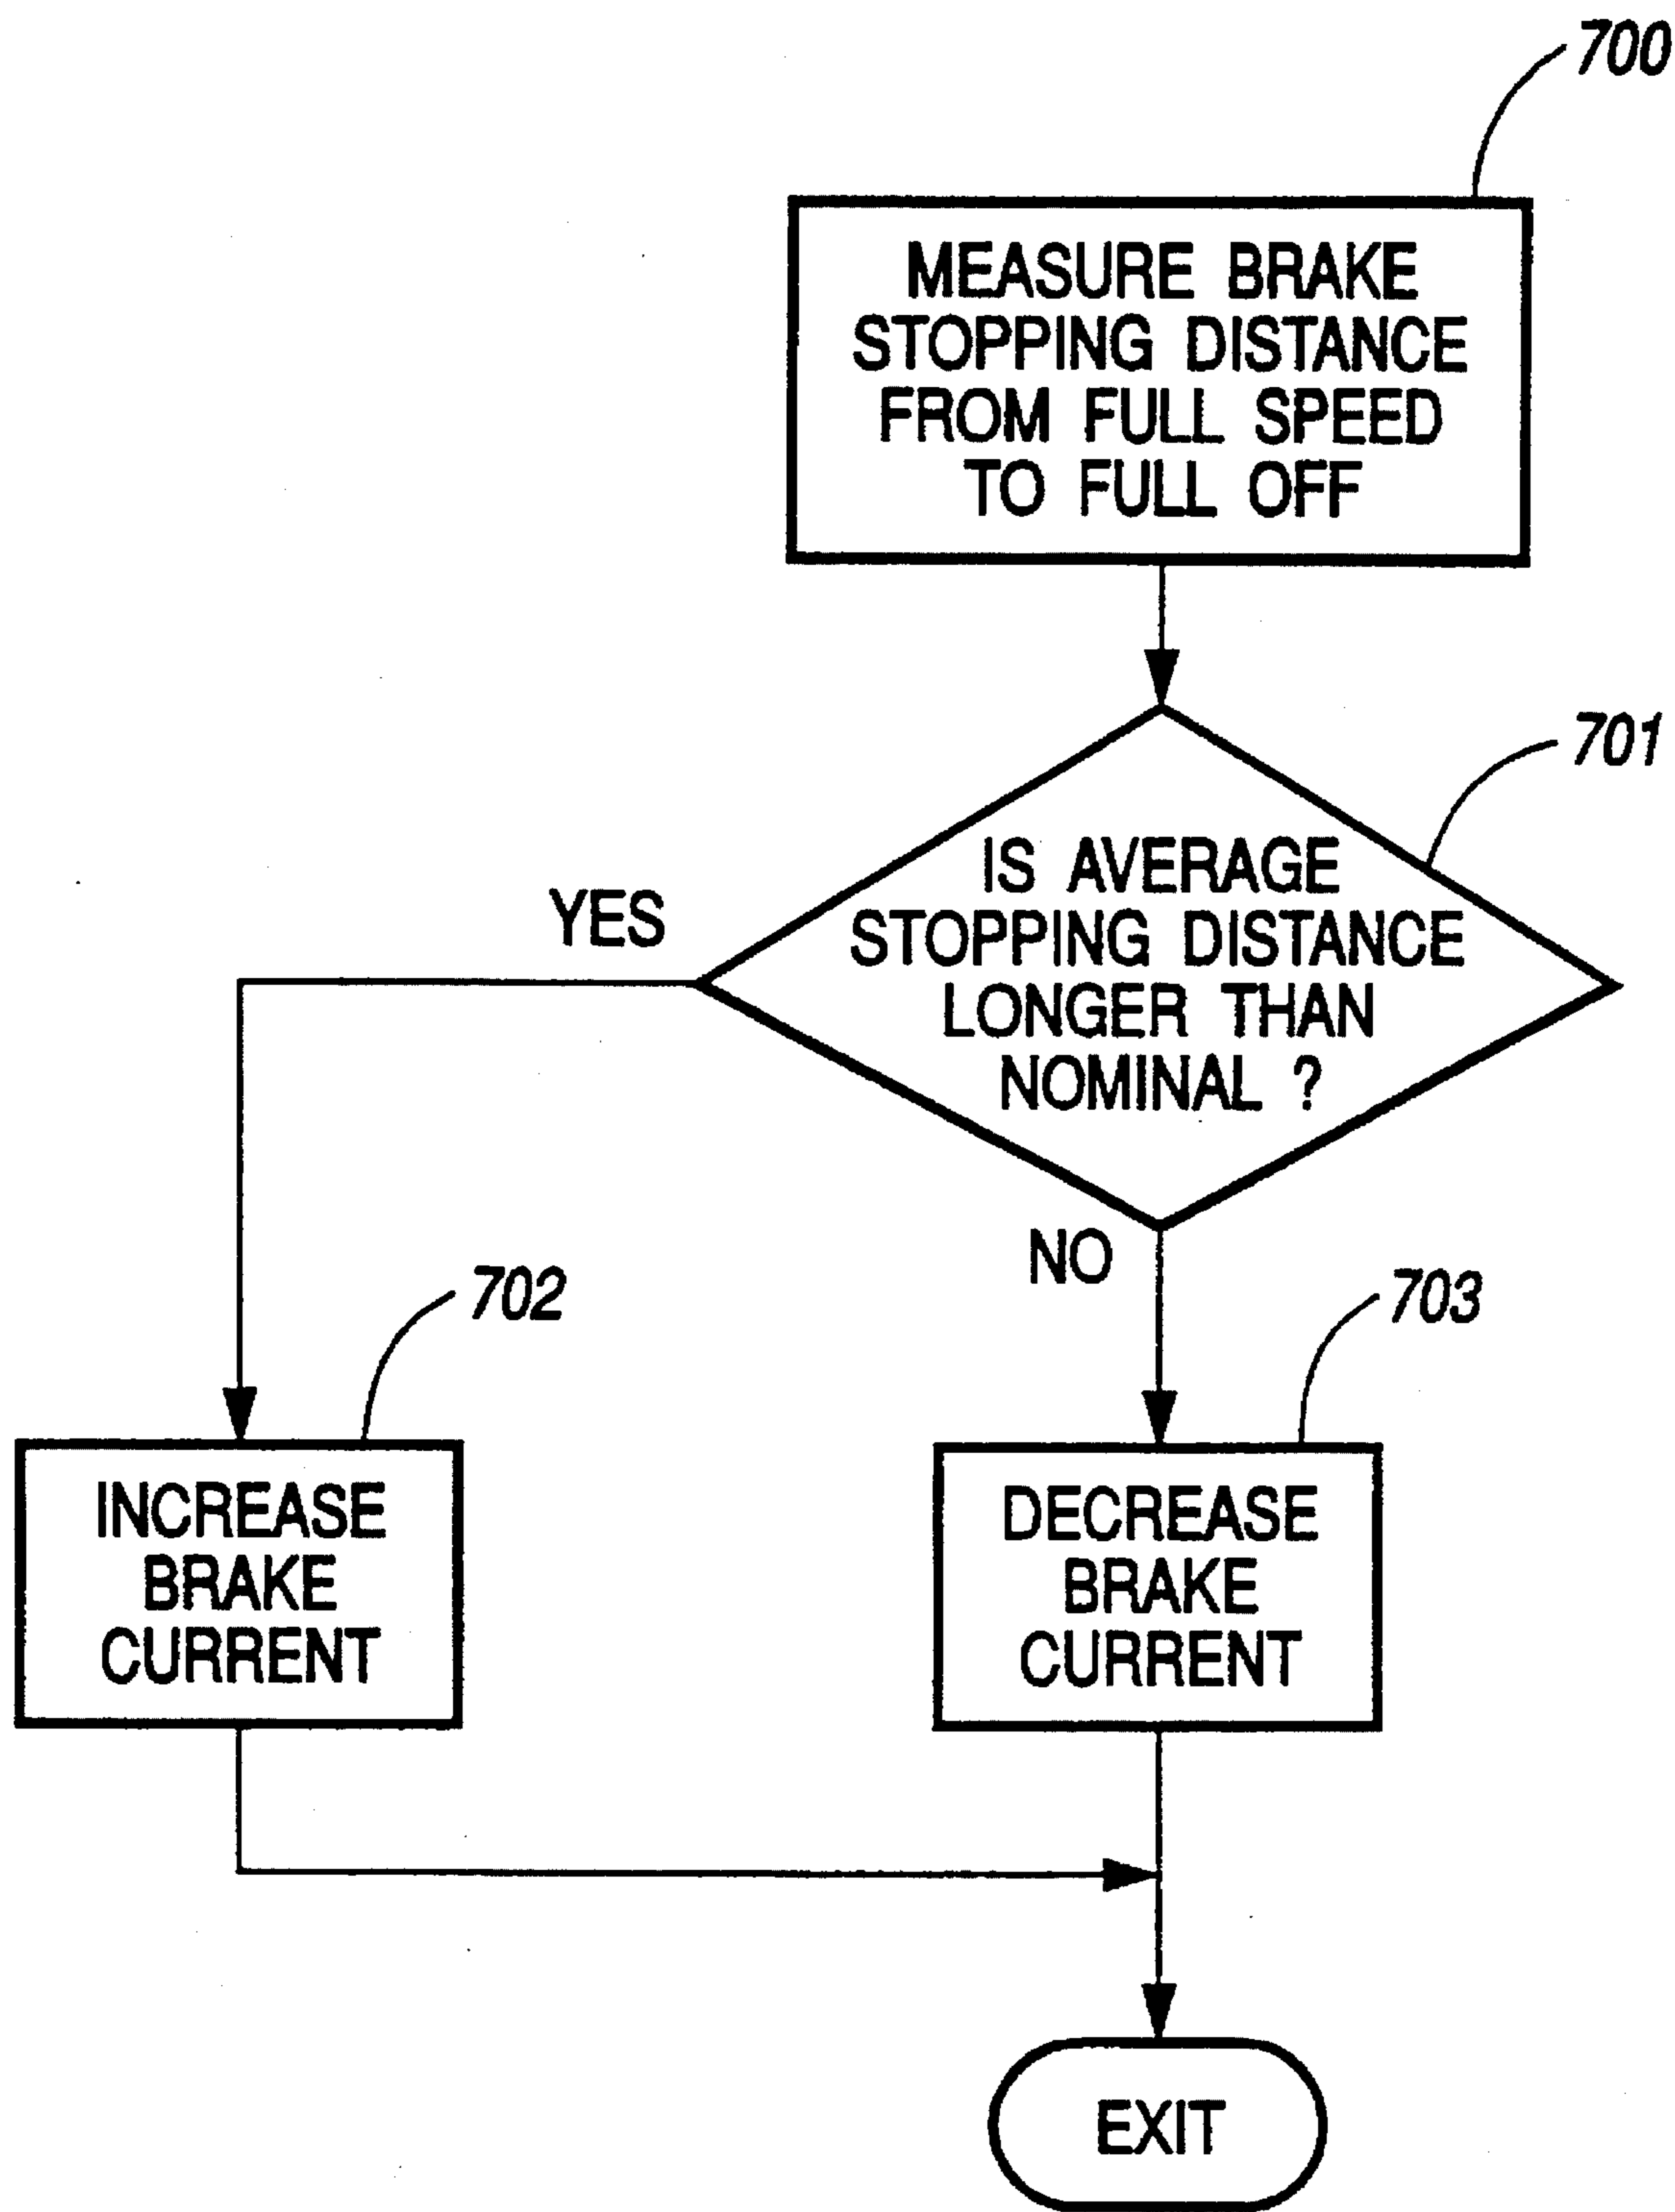 700
MEASURE BRAKE
STOPPING DISTANCE
FROM FULL SPEED
TO FULL OFF
701
IS AVERAGE
STOPPING DISTANCE
LONGER THAN
NOMINAL ?
YES
NO
702
INCREASE
BRAKE
CURRENT
703
DECREASE
BRAKE
CURRENT
EXIT